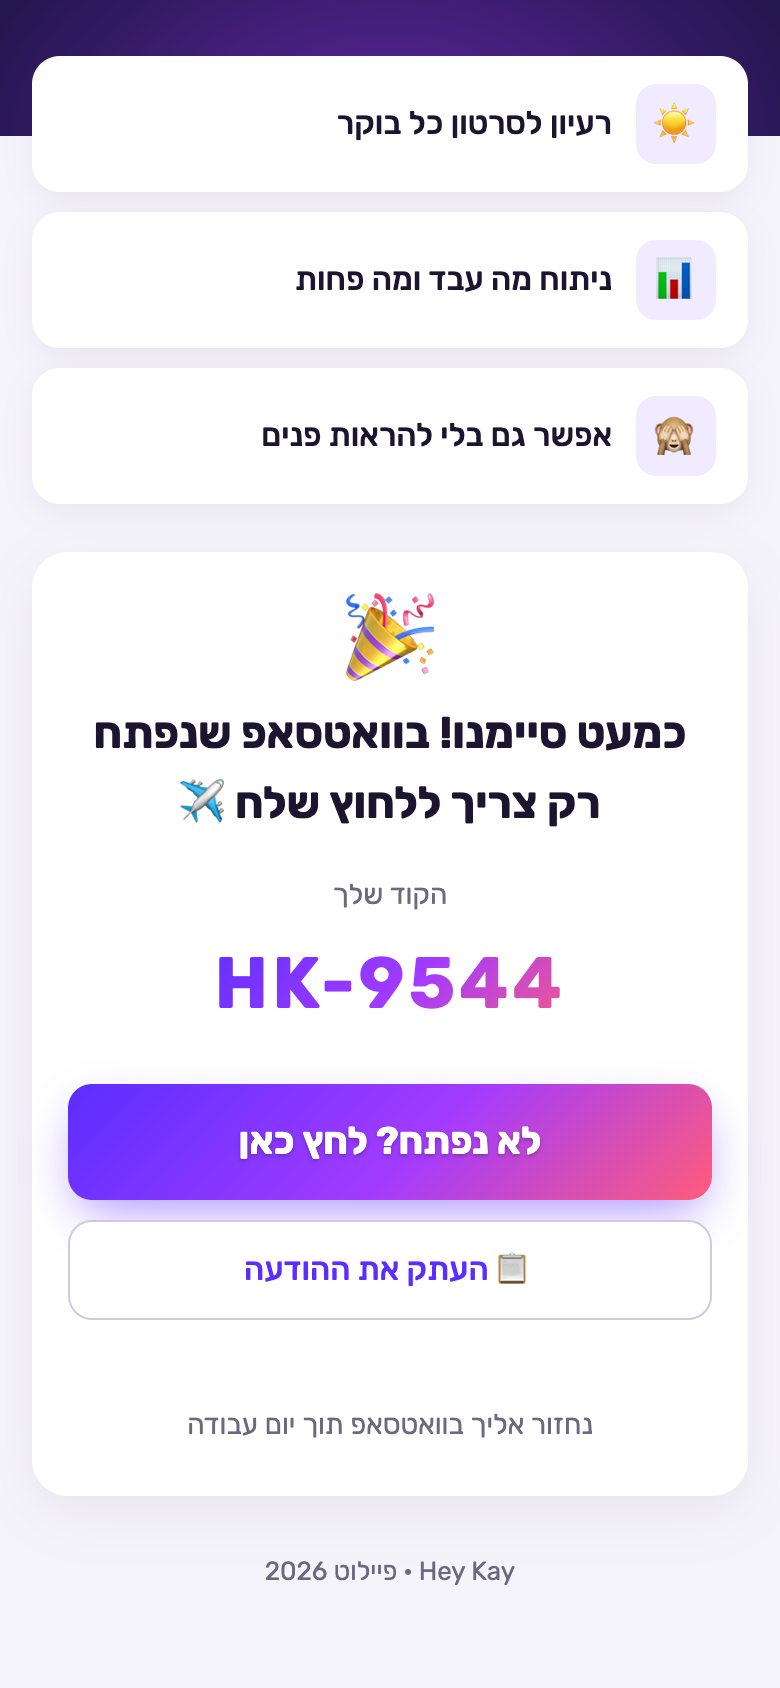 רעיון לסרטון כל בוקר
ניתוח מה עבד ומה פחות
אפשר גם בלי להראות פנים
כמעט סיימנו! בוואטסאפ שנפתח
רק צריך ללחוץ שלח ✈️
הקוד שלך
HK-9544
לא נפתח? לחץ כאן
📋 העתק את ההודעה
נחזור אליך בוואטסאפ תוך יום עבודה
Hey Kay • פיילוט 2026